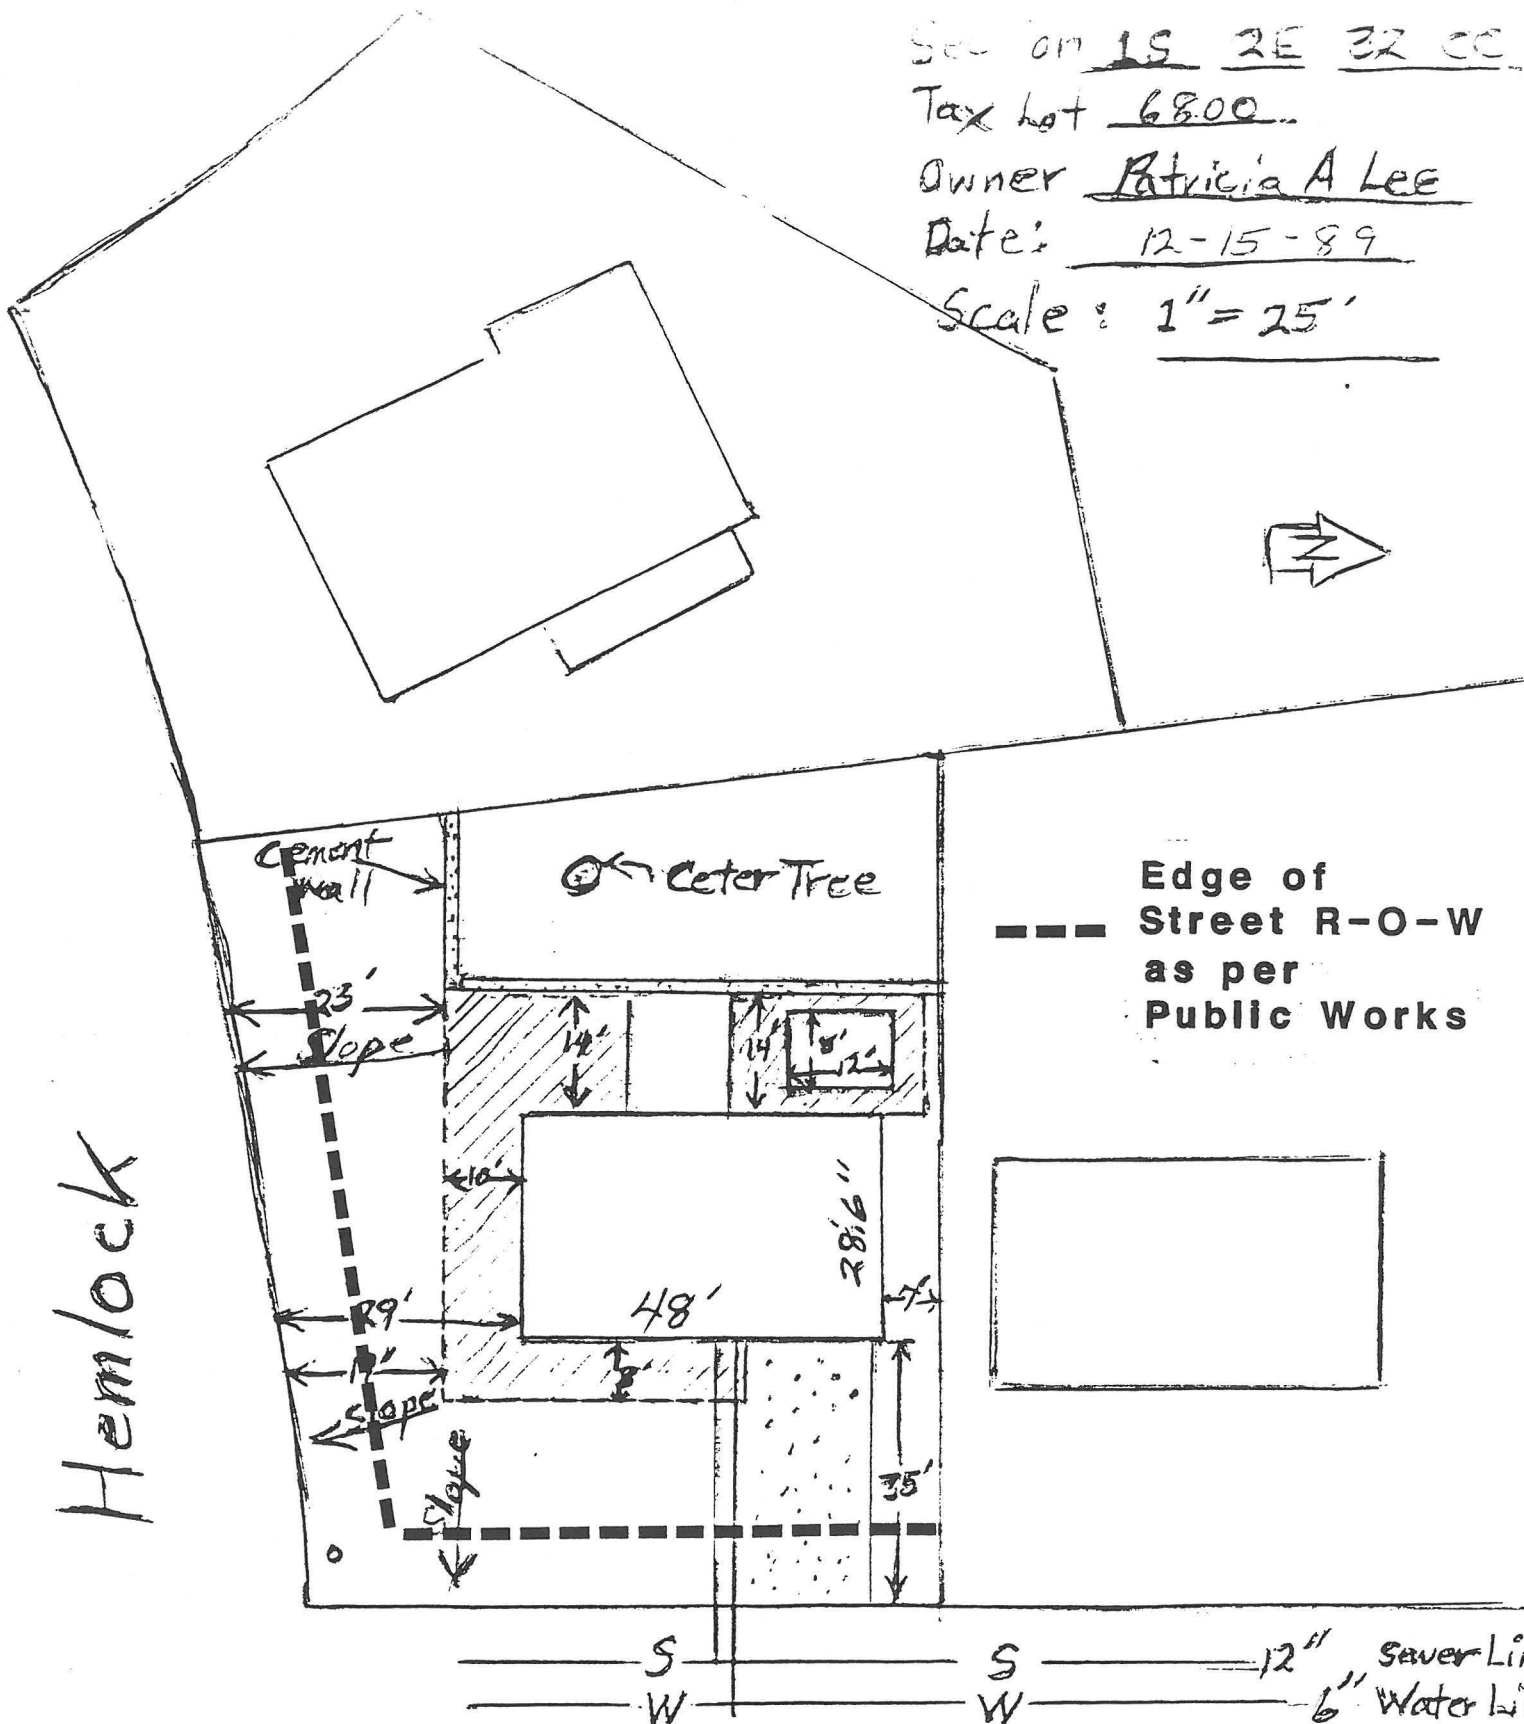 on 1S 2E 32 CC
Tax Lot 6800
Owner Patricia A Lee
Date: 12-15-89
Scale: 1" = 25'
N
Cement
wall
Ceter Tree
Edge of
Street R-O-W
as per
Public Works
23'
Slope
14'
14'
8'
12'
10'
28'6"
48'
7'
29'
8'
Slope
Slope
35'
Hemlock
S S 12" Sewer Li
W W 6" Water Li